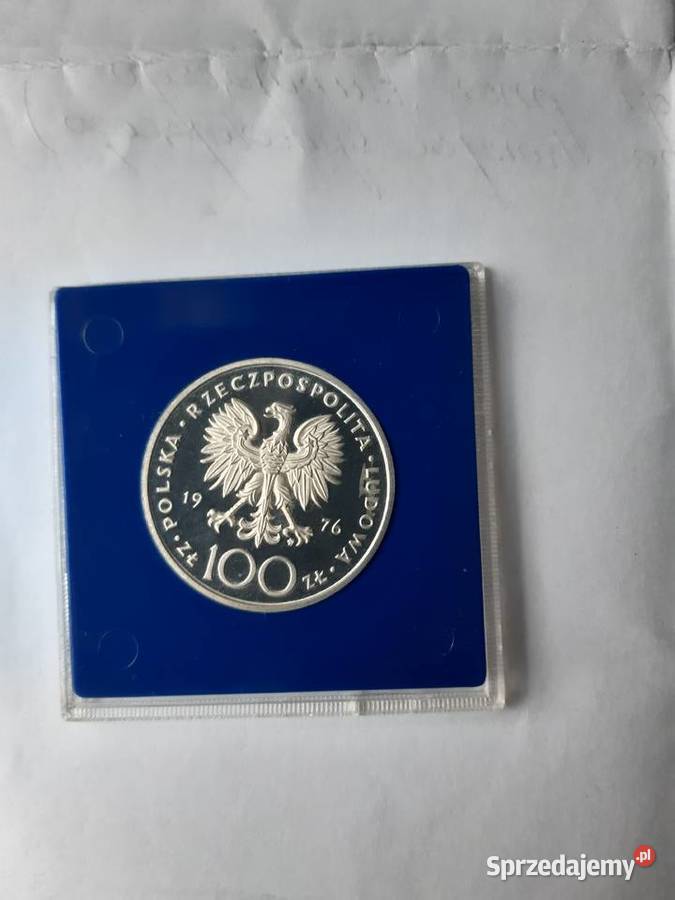 POLSKA · RZECZPOSPOLITA · LUDOWA
19 76
ZŁ 100 ZŁ
Sprzedajemy.pl